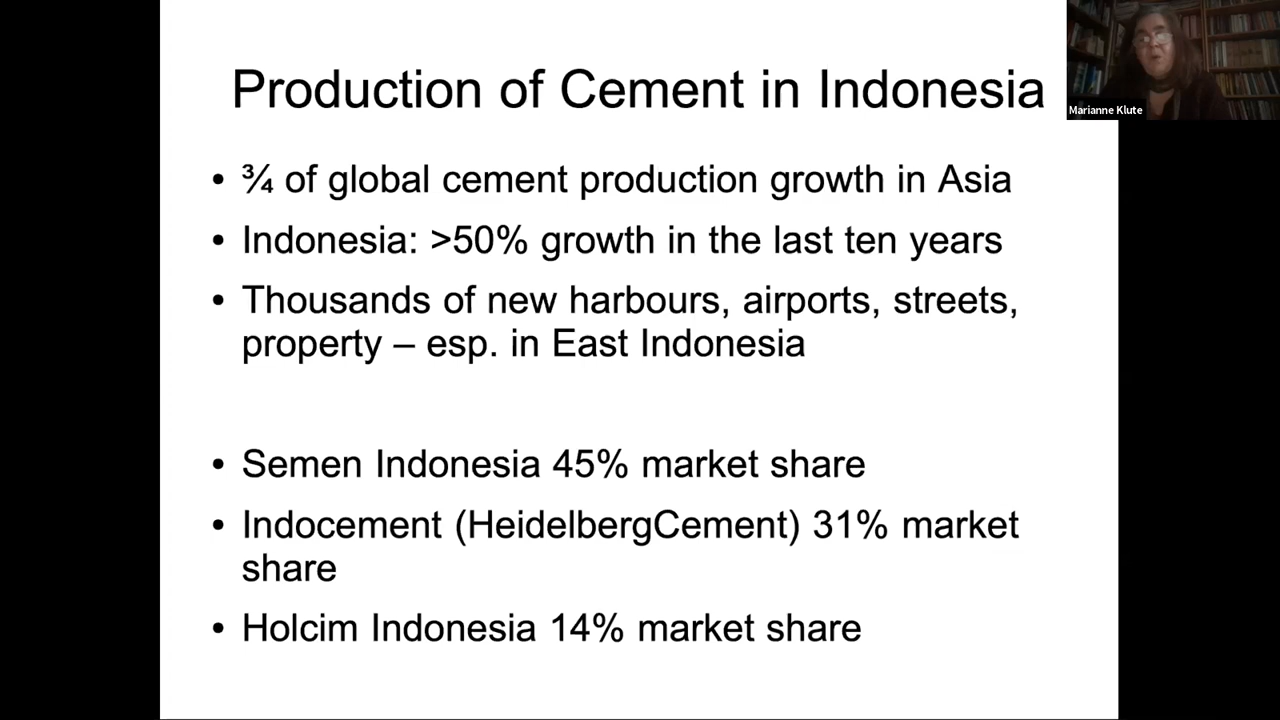 Production of Cement in Indonesia
Marianne Klute
• ¾ of global cement production growth in Asia
• Indonesia: >50% growth in the last ten years
• Thousands of new harbours, airports, streets,
property – esp. in East Indonesia
• Semen Indonesia 45% market share
• Indocement (HeidelbergCement) 31% market
share
• Holcim Indonesia 14% market share